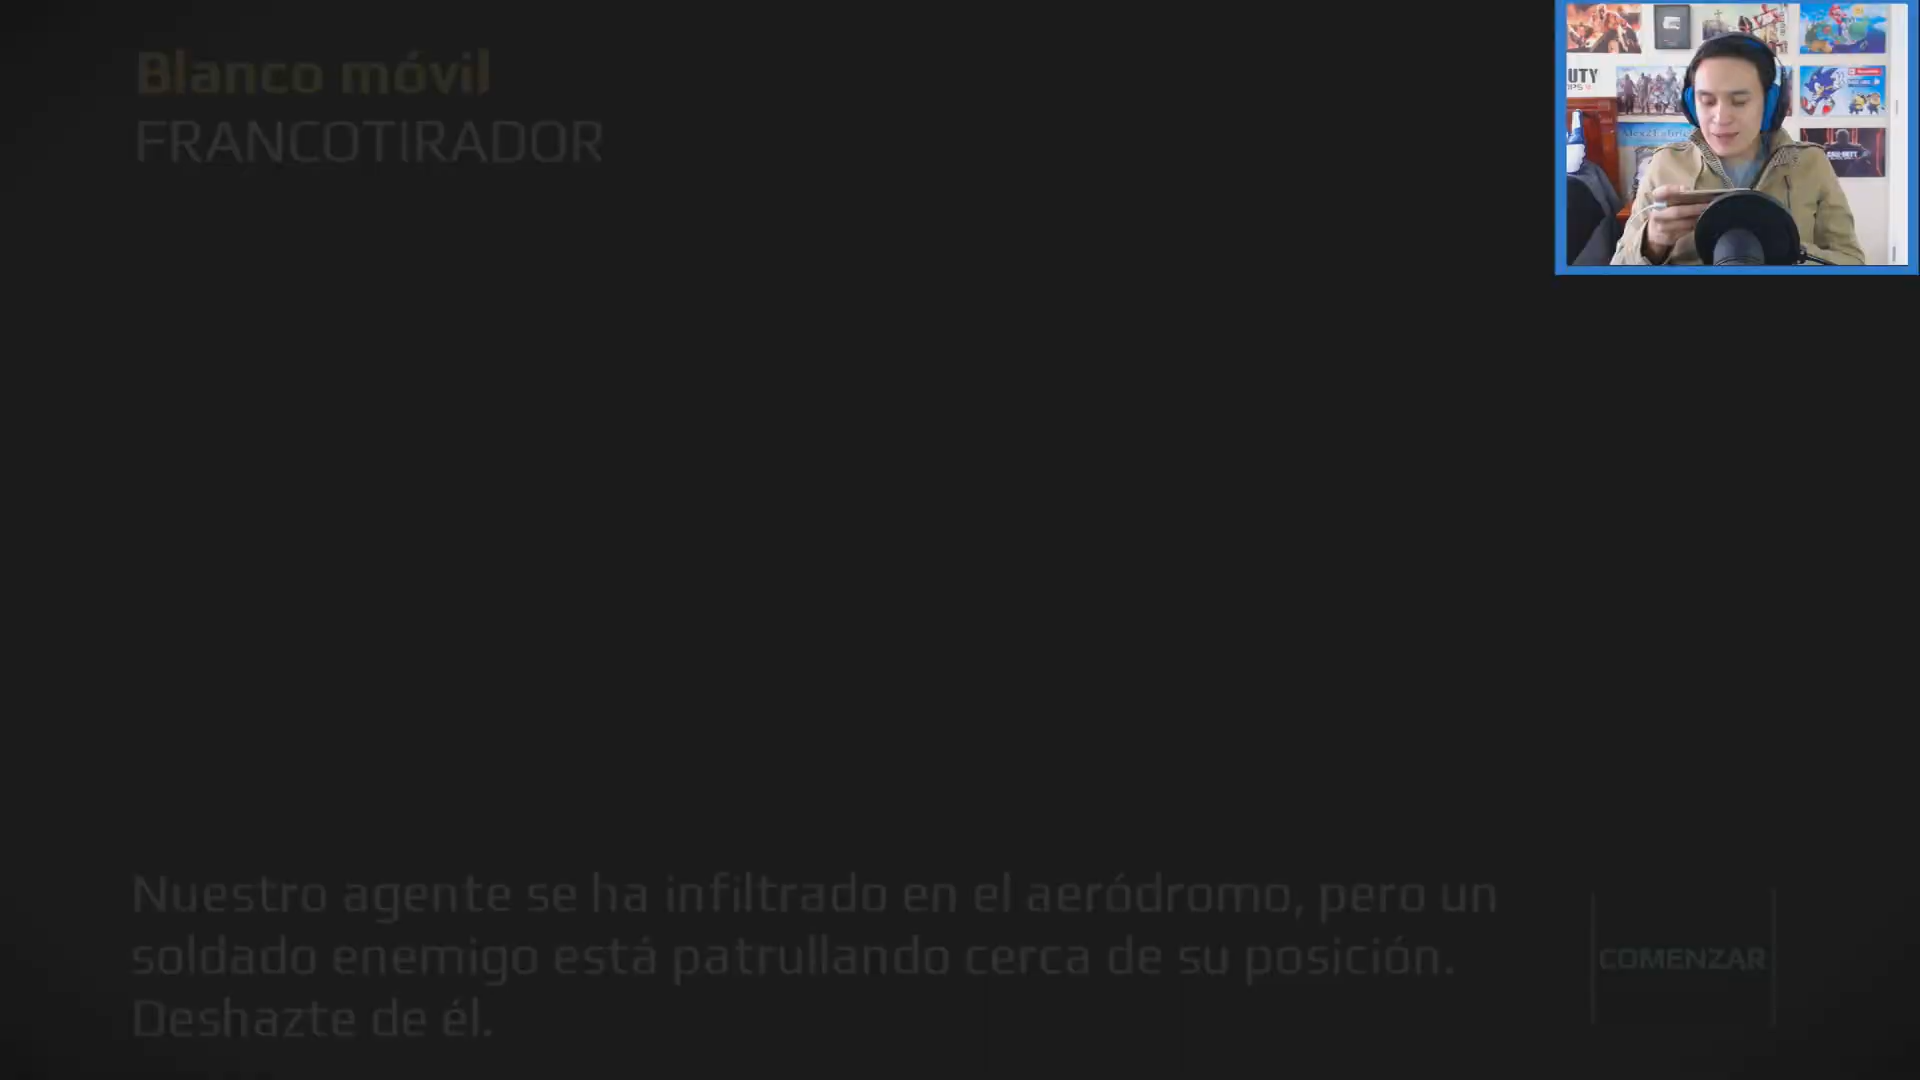 Blanco móvil
FRANCOTIRADOR
UTY
Nuestro agente se ha infiltrado en el aeródromo, pero un
soldado enemigo está patrullando cerca de su posición.
Deshazte de él.
COMENZAR